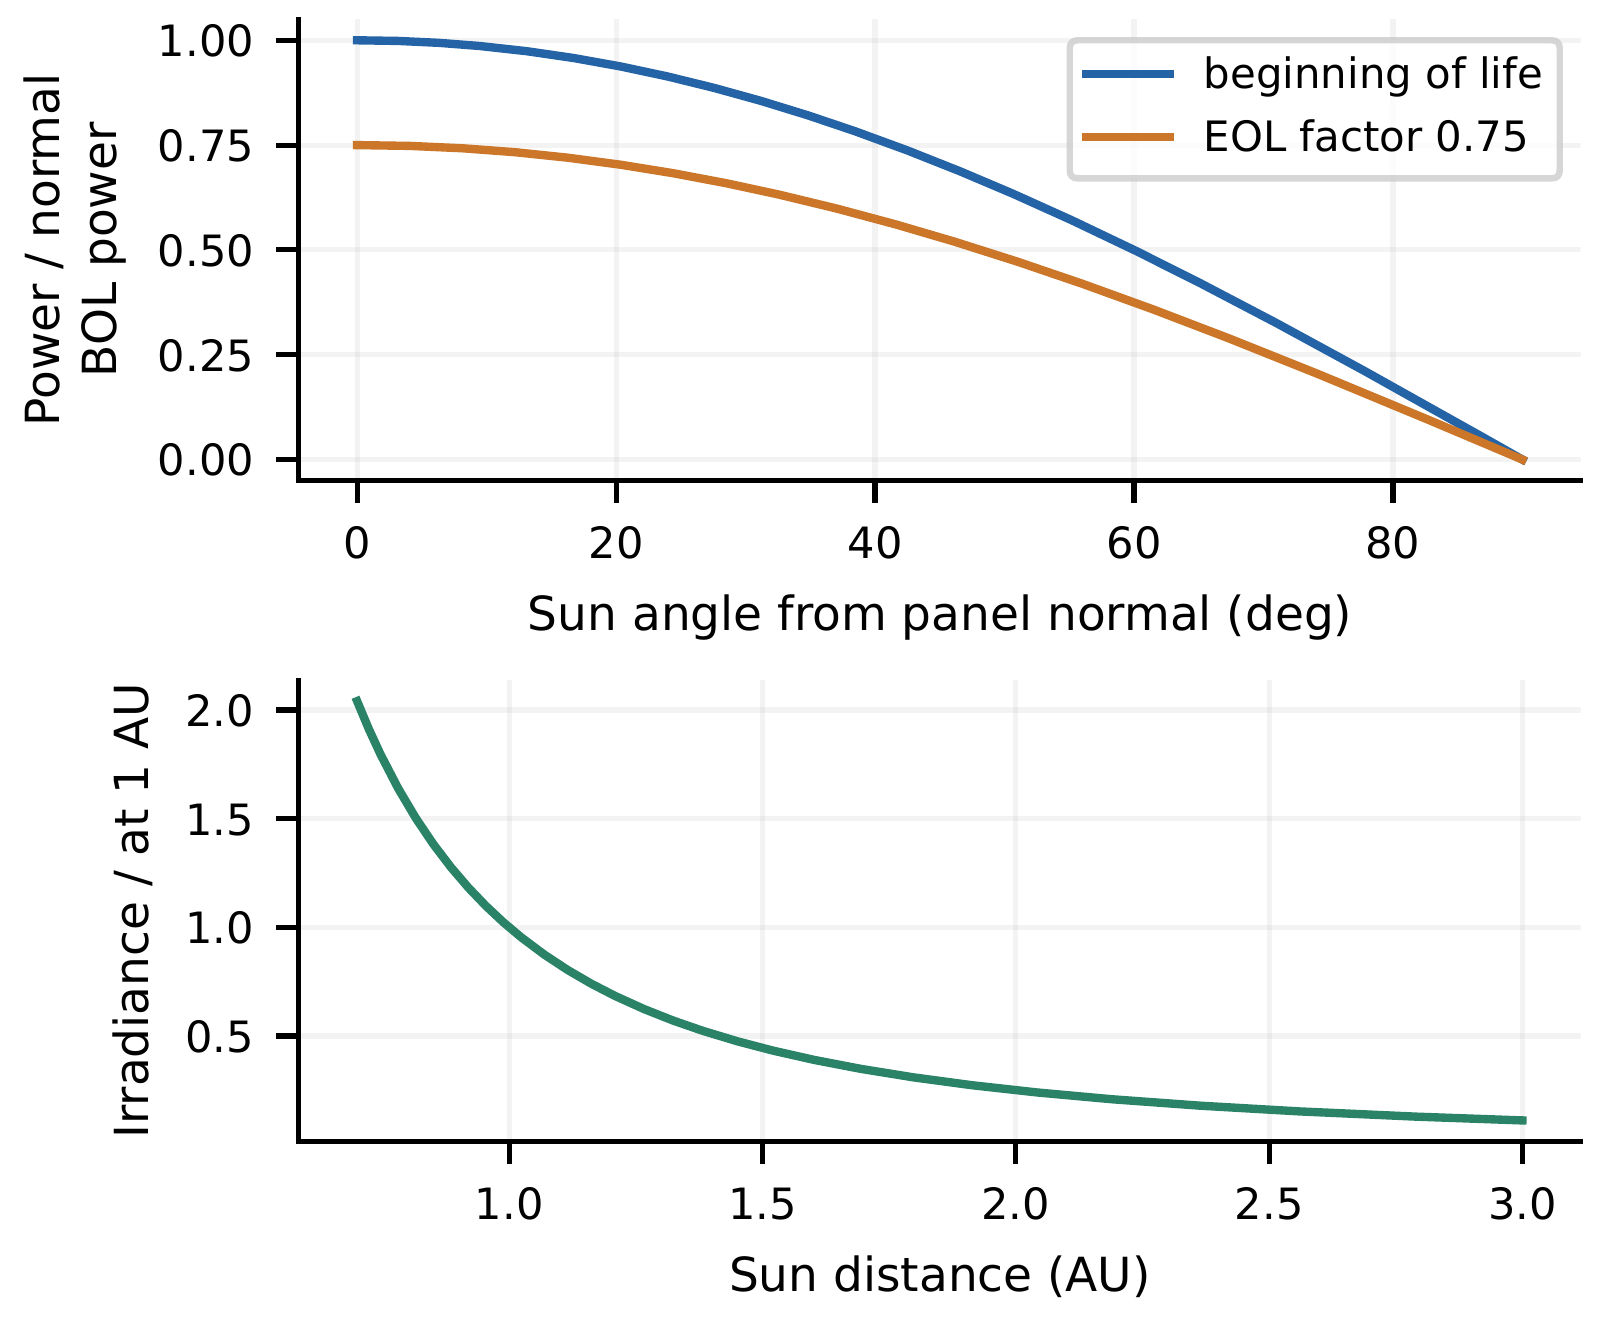 Power / normal
BOL power
1.00
0.75
0.50
0.25
0.00
beginning of life
EOL factor 0.75
0 20 40 60 80
Sun angle from panel normal (deg)
Irradiance / at 1 AU
2.0
1.5
1.0
0.5
1.0 1.5 2.0 2.5 3.0
Sun distance (AU)